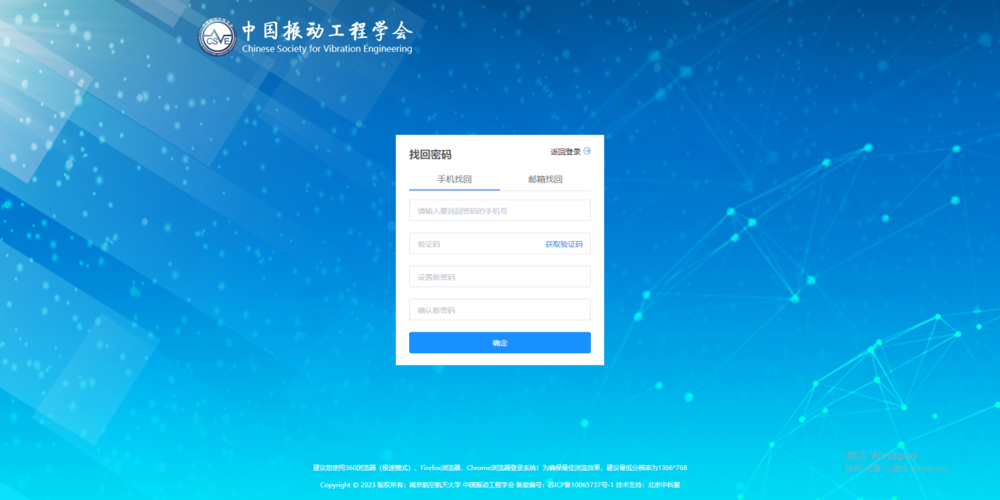 中国振动工程学会
CSVE
Chinese Society for Vibration Engineering
找回密码
返回登录
手机找回 邮箱找回
请输入要找回密码的手机号
验证码 获取验证码
设置新密码
确认新密码
确定
激活 Windows
转到"设置"以激活 Windows。
建议您使用360浏览器（极速模式）、Firefox浏览器、Chrome浏览器登录系统！为确保最佳浏览效果，建议最低分辨率为1366*768
Copyright © 2023 版权所有：南京航空航天大学 中国振动工程学会 备案编号：苏ICP备10065737号-1 技术支持：北京中科服